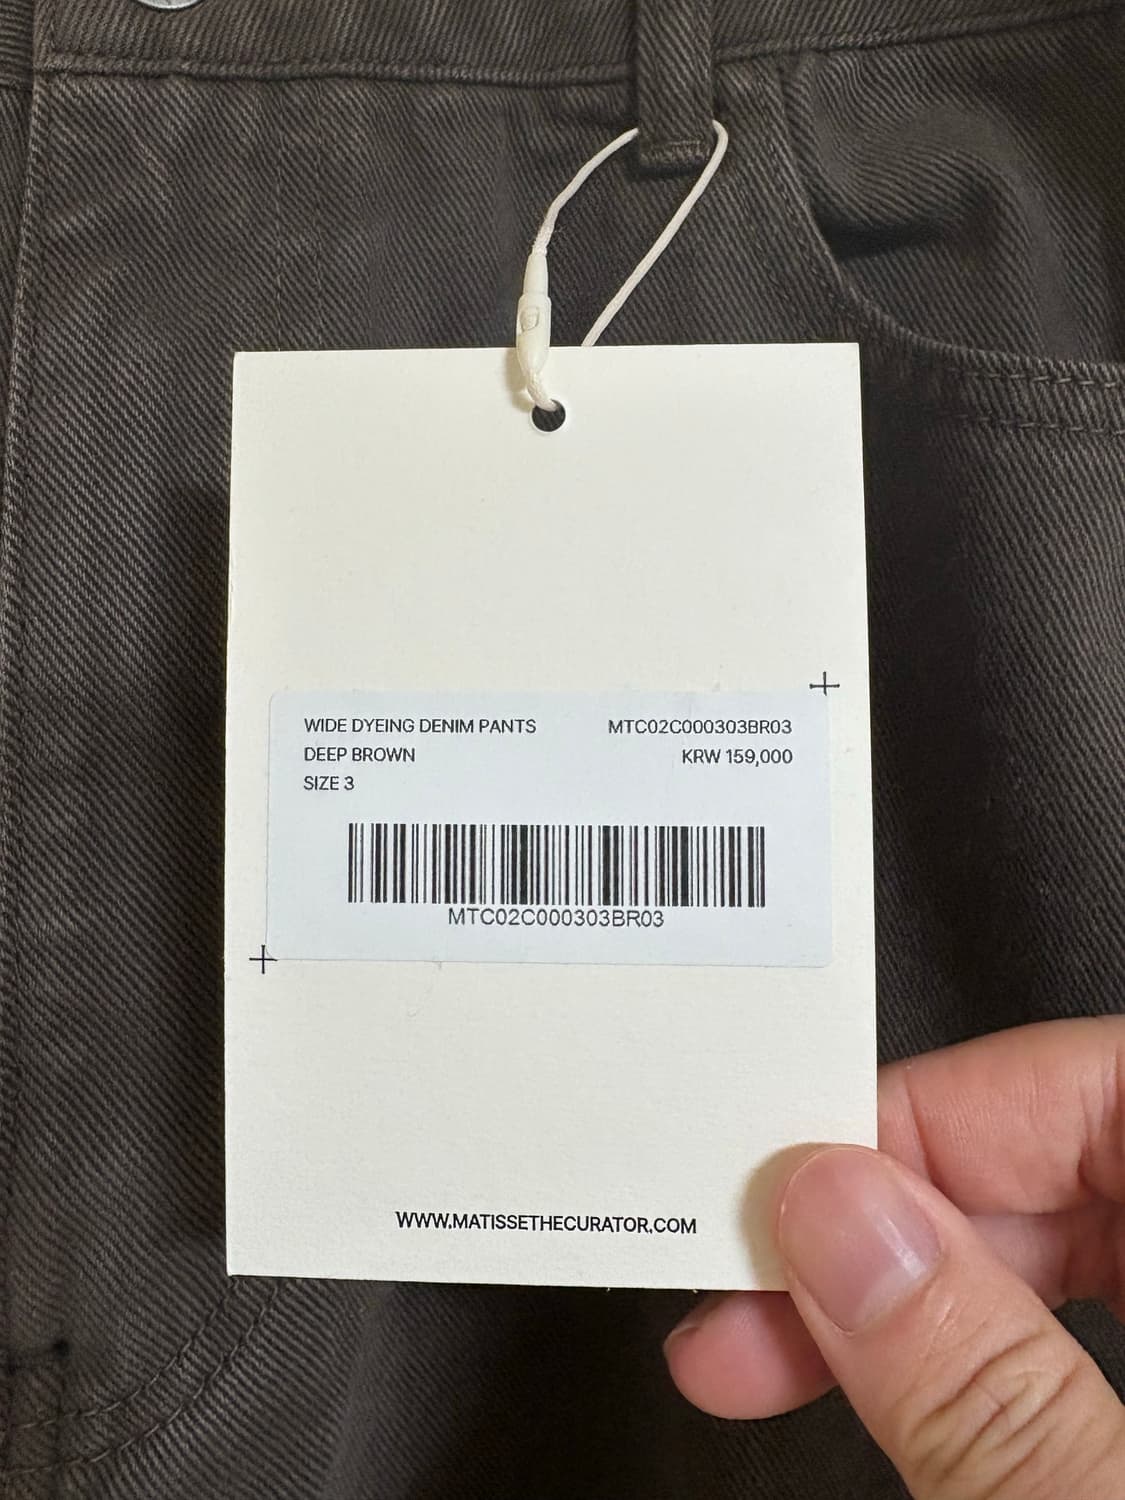 WIDE DYEING DENIM PANTS MTC02C000303BR03
DEEP BROWN KRW 159,000
SIZE 3
MTC02C000303BR03
WWW.MATISSETHECURATOR.COM